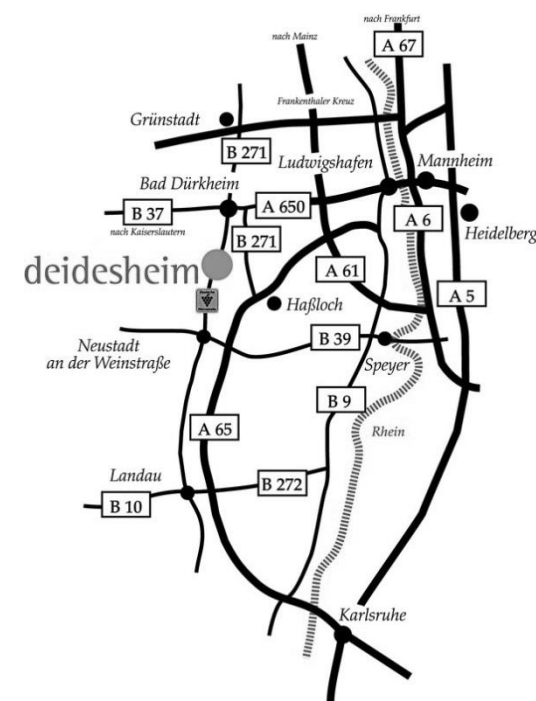 nach Frankfurt
A 67
nach Mainz
Frankenthaler Kreuz
Grünstadt
B 271
Ludwigshafen
Mannheim
Bad Dürkheim
A 650
B 37
nach Kaiserslautern
B 271
A 6
Heidelberg
deidesheim
A 61
A 5
Haßloch
Neustadt
an der Weinstraße
B 39
Speyer
B 9
A 65
Rhein
Landau
B 272
B 10
Karlsruhe